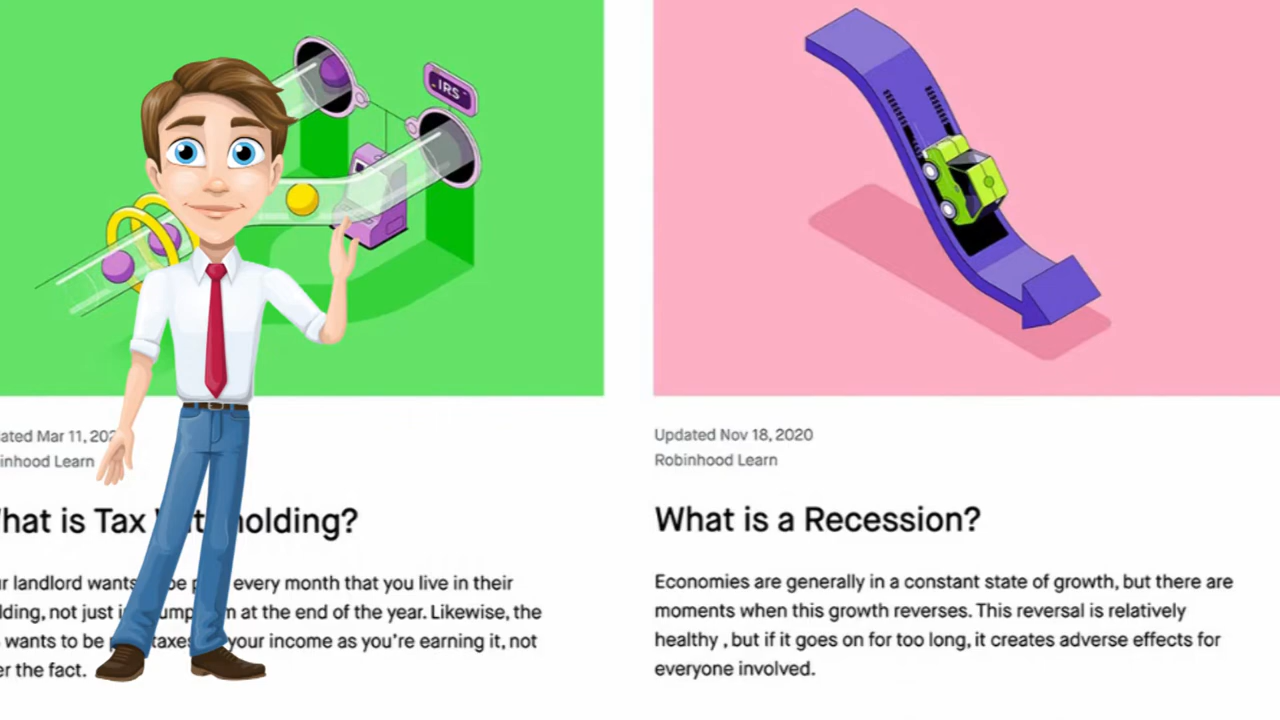 IRS
ated Mar 11, 202
inhood Learn
hat is Tax holding?
r landlord wants be every month that you live in their
lding, not just i ump m at the end of the year. Likewise, the
wants to be taxes your income as you're earning it, not
er the fact.
Updated Nov 18, 2020
Robinhood Learn
What is a Recession?
Economies are generally in a constant state of growth, but there are
moments when this growth reverses. This reversal is relatively
healthy , but if it goes on for too long, it creates adverse effects for
everyone involved.